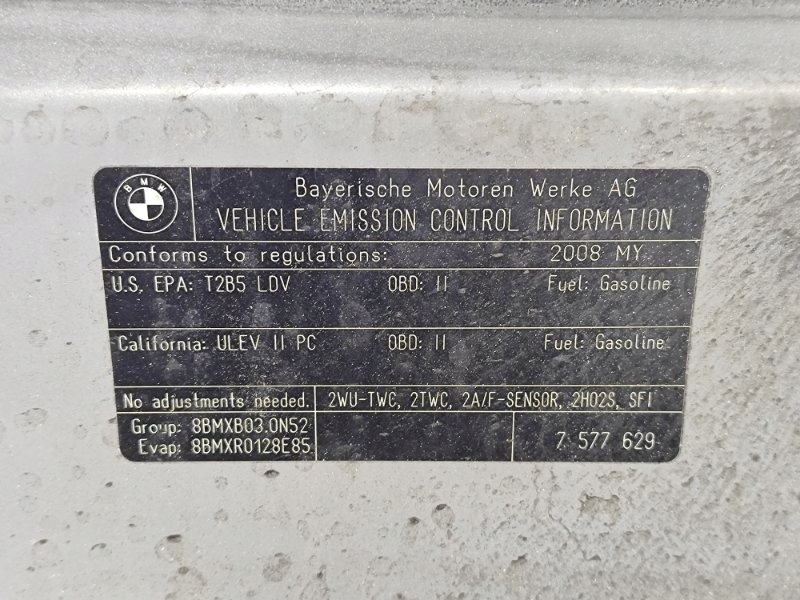 BMW
Bayerische Motoren Werke AG
VEHICLE EMISSION CONTROL INFORMATION
Conforms to regulations: 2008 MY
U.S. EPA: T2B5 LDV OBD: II Fuel: Gasoline
California: ULEV II PC OBD: II Fuel: Gasoline
No adjustments needed. 2WU-TWC, 2TWC, 2A/F-SENSOR, 2HO2S, SFI
Group: 8BMXB03.0N52
Evap: 8BMXR0128E85
7 577 629